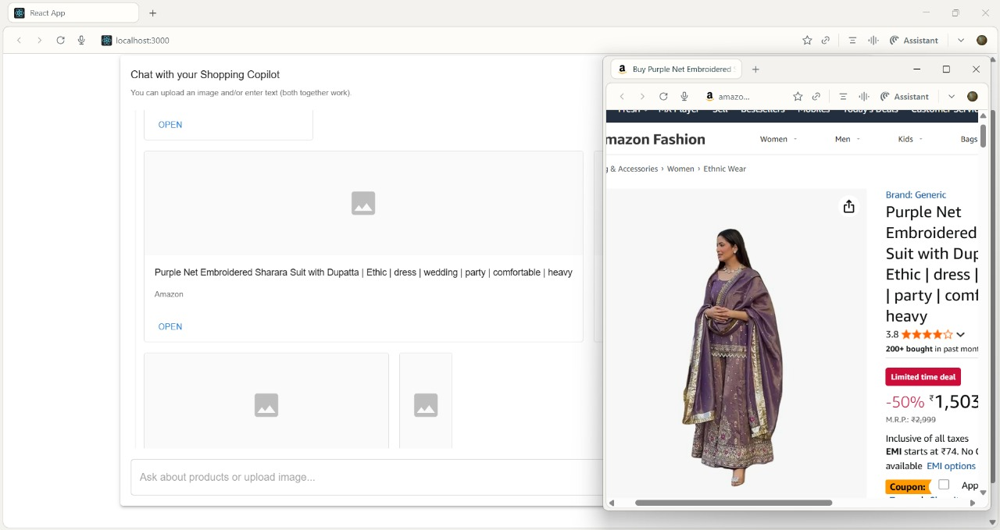 React App
localhost:3000
Assistant
Chat with your Shopping Copilot
You can upload an image and/or enter text (both together work).
OPEN
Purple Net Embroidered Sharara Suit with Dupatta | Ethic | dress | wedding | party | comfortable | heavy
Amazon
OPEN
Ask about products or upload image...
Buy Purple Net Embroidered S
amazo...
Assistant
Fresh MX Player Sell Bestsellers Mobiles Today's Deals Customer Servic
mazon Fashion
Women Men Kids Bags
g & Accessories › Women › Ethnic Wear
Brand: Generic
Purple Net
Embroidered
Suit with Dup
Ethic | dress |
| party | comf
heavy
3.8
200+ bought in past mont
Limited time deal
-50% ₹1,503
M.R.P.: ₹2,999
Inclusive of all taxes
EMI starts at ₹74. No C
available EMI options
Coupon: App